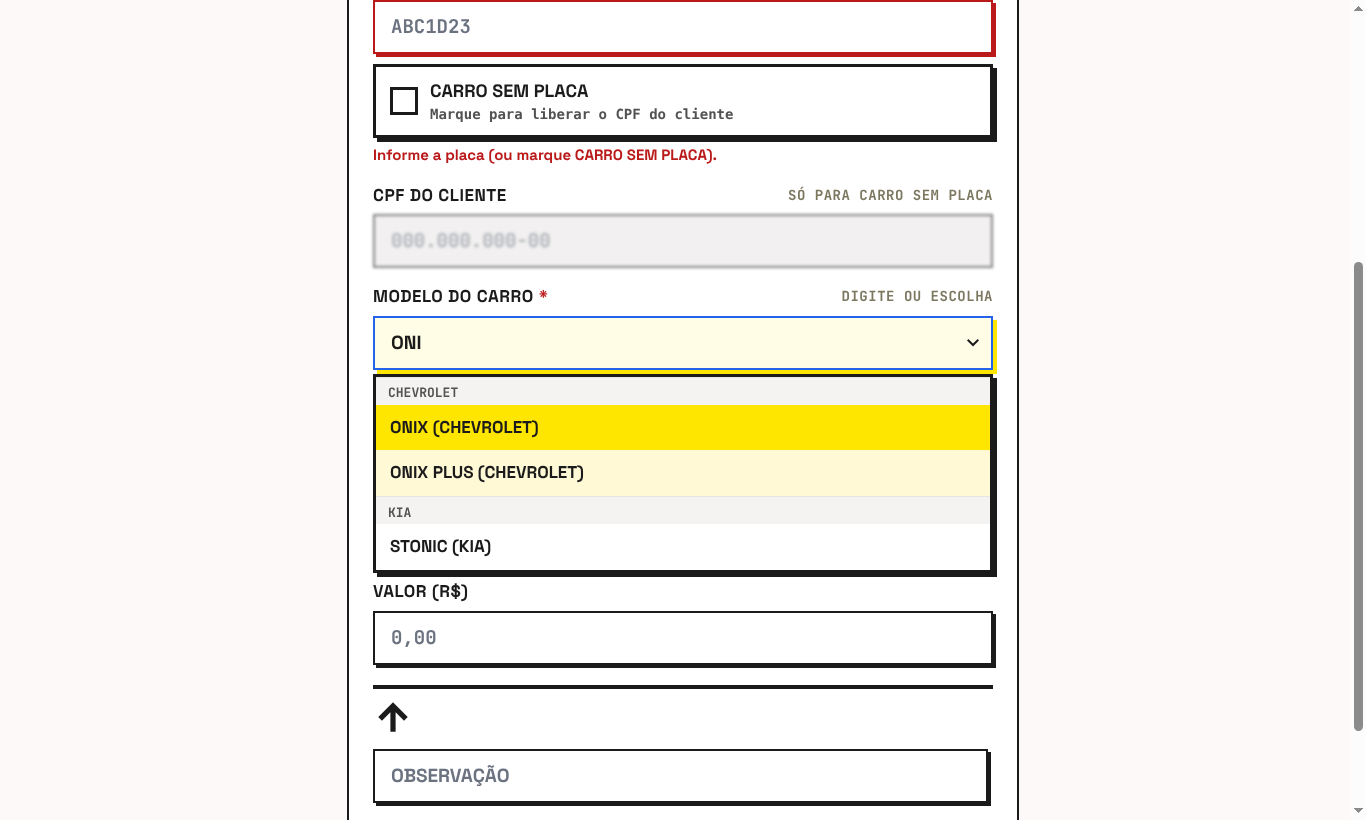 ABC1D23
CARRO SEM PLACA
Marque para liberar o CPF do cliente
Informe a placa (ou marque CARRO SEM PLACA).
CPF DO CLIENTE
SÓ PARA CARRO SEM PLACA
000.000.000-00
MODELO DO CARRO *
DIGITE OU ESCOLHA
ONI
CHEVROLET
ONIX (CHEVROLET)
ONIX PLUS (CHEVROLET)
KIA
STONIC (KIA)
VALOR (R$)
0,00
OBSERVAÇÃO